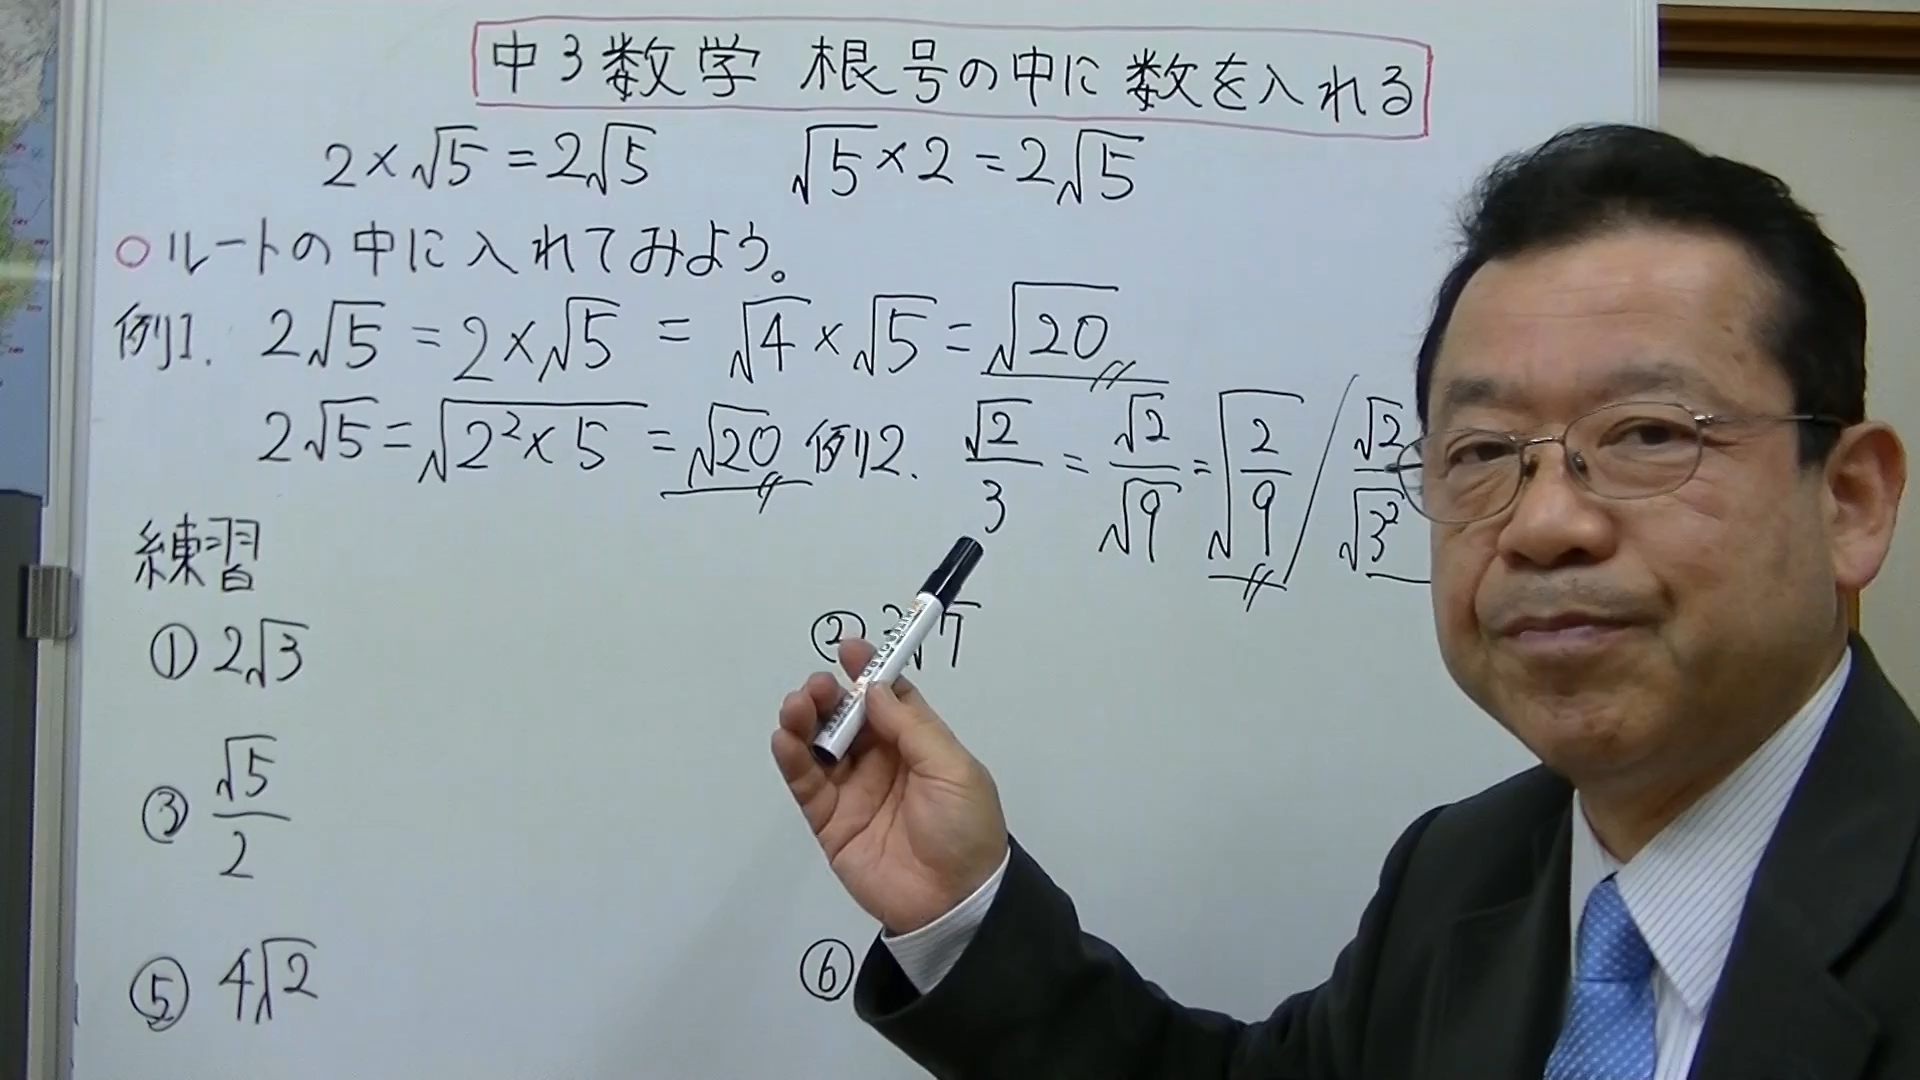 中3数学 根号の中に数を入れる
2×√5=2√5 √5×2=2√5
○ルートの中に入れてみよう。
例1. 2√5=2×√5=√4×√5=√20
2√5=√(2²×5)=√20
例2. √2/3=√2/√9=√(2/9) / √2/√3²
練習
① 2√3
② √7
③ √5/2
⑤ 4√2
⑥